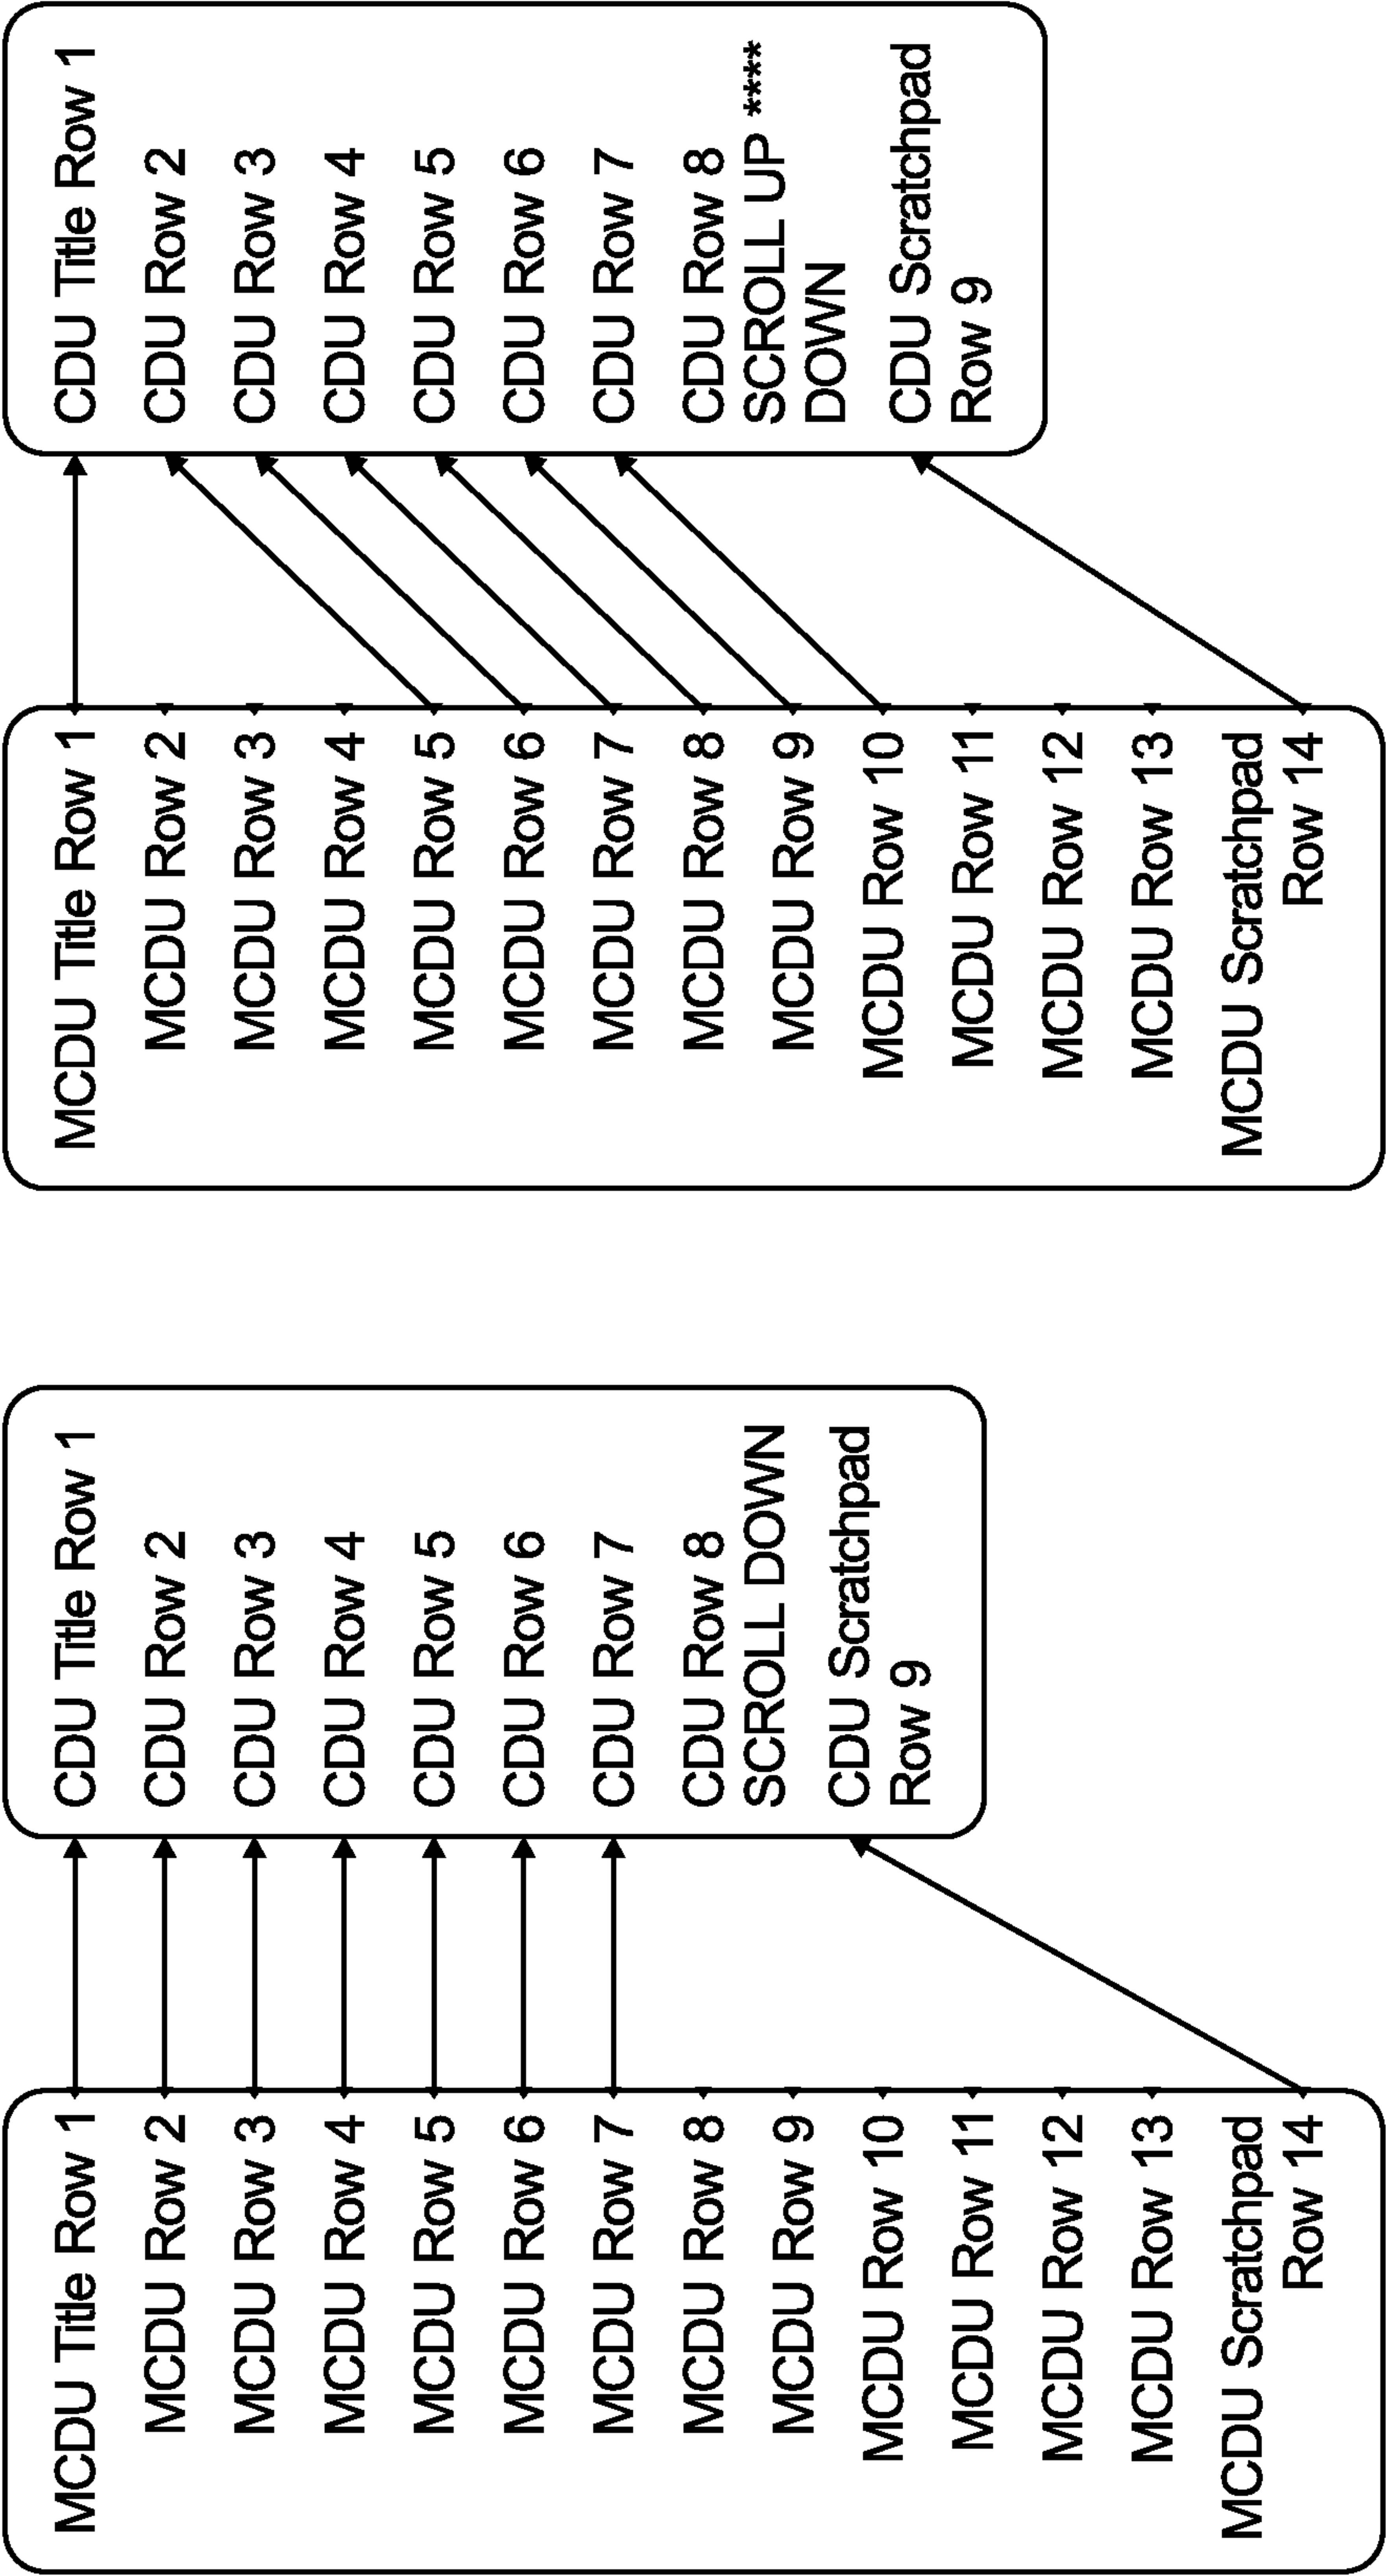 MCDU Title Row 1
MCDU Row 2
MCDU Row 3
MCDU Row 4
MCDU Row 5
MCDU Row 6
MCDU Row 7
MCDU Row 8
MCDU Row 9
MCDU Row 10
MCDU Row 11
MCDU Row 12
MCDU Row 13
MCDU Scratchpad
Row 14
CDU Title Row 1
CDU Row 2
CDU Row 3
CDU Row 4
CDU Row 5
CDU Row 6
CDU Row 7
CDU Row 8
SCROLL DOWN
CDU Scratchpad
Row 9
MCDU Title Row 1
MCDU Row 2
MCDU Row 3
MCDU Row 4
MCDU Row 5
MCDU Row 6
MCDU Row 7
MCDU Row 8
MCDU Row 9
MCDU Row 10
MCDU Row 11
MCDU Row 12
MCDU Row 13
MCDU Scratchpad
Row 14
CDU Title Row 1
CDU Row 2
CDU Row 3
CDU Row 4
CDU Row 5
CDU Row 6
CDU Row 7
CDU Row 8
SCROLL UP ****
DOWN
CDU Scratchpad
Row 9